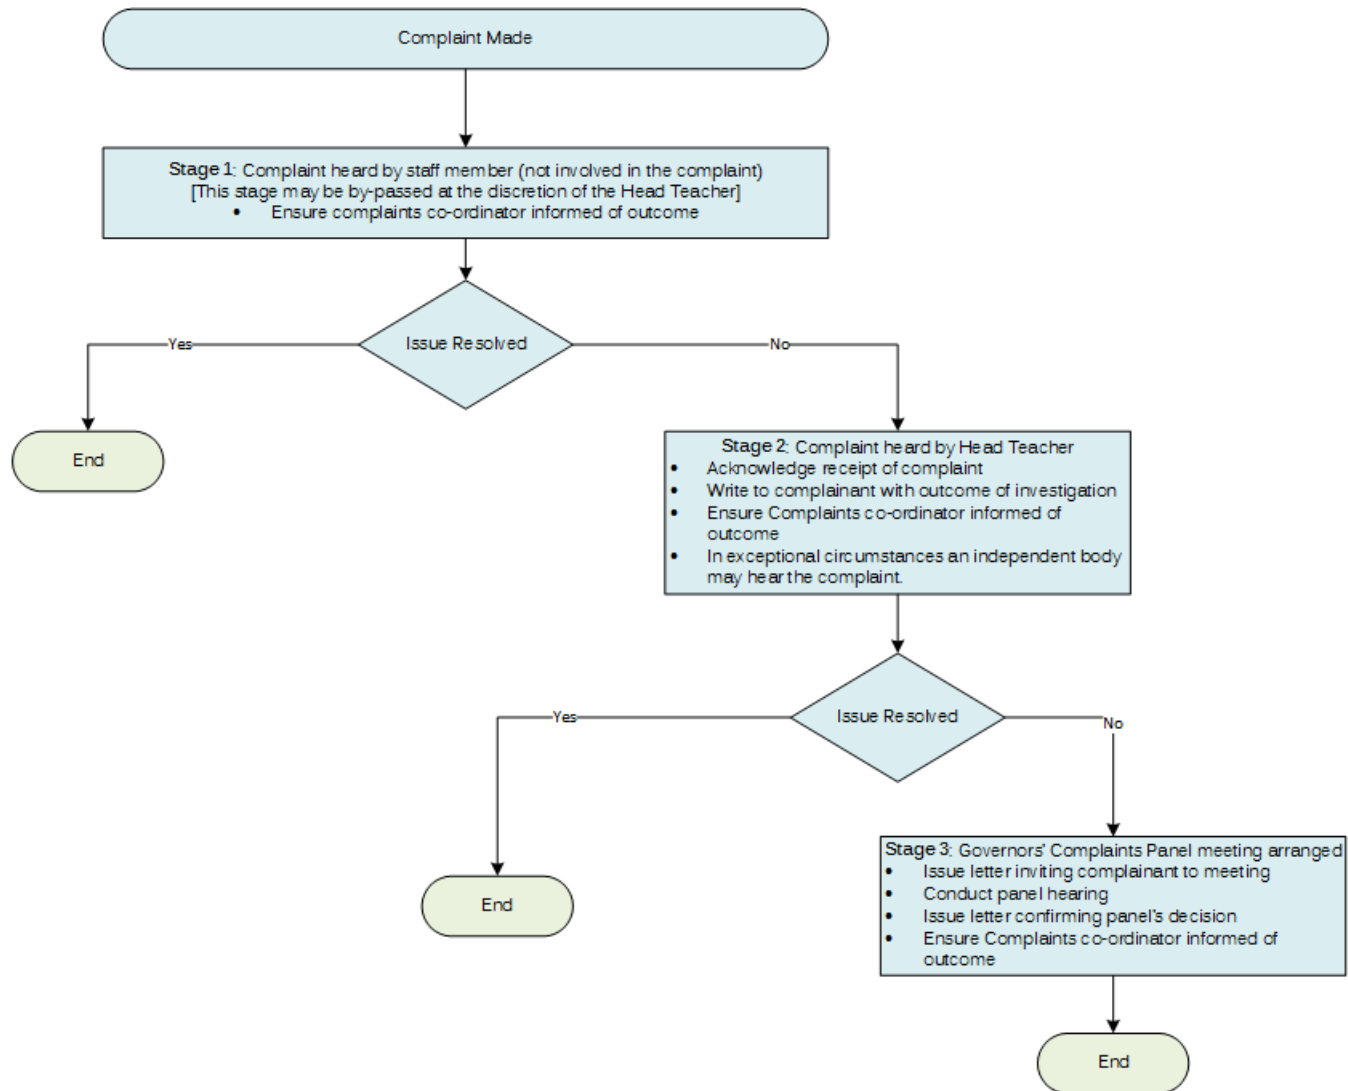 Complaint Made
Stage 1: Complaint heard by staff member (not involved in the complaint)
[This stage may be by-passed at the discretion of the Head Teacher]
• Ensure complaints co-ordinator informed of outcome
Issue Resolved
Yes
No
End
Stage 2: Complaint heard by Head Teacher
• Acknowledge receipt of complaint
• Write to complainant with outcome of investigation
• Ensure Complaints co-ordinator informed of
outcome
• In exceptional circumstances an independent body
may hear the complaint.
Issue Resolved
Yes
No
End
Stage 3: Governors' Complaints Panel meeting arranged
• Issue letter inviting complainant to meeting
• Conduct panel hearing
• Issue letter confirming panel's decision
• Ensure Complaints co-ordinator informed of
outcome
End